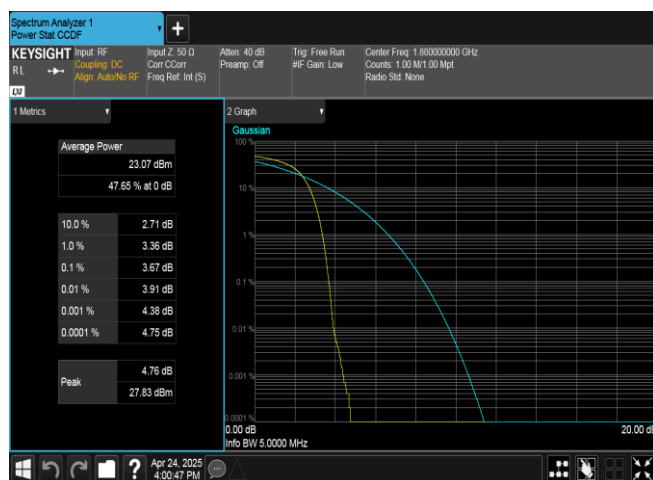 Spectrum Analyzer 1
Power Stat CCDF
+
KEYSIGHT
RL
LXI
Input: RF
Coupling: DC
Align: Auto/No RF
Input Z: 50 Ω
Corr CCorr
Freq Ref: Int (S)
Atten: 40 dB
Preamp: Off
Trig: Free Run
#IF Gain: Low
Center Freq: 1.880000000 GHz
Counts: 1.00 M/1.00 Mpt
Radio Std: None
1 Metrics
Average Power
23.07 dBm
47.65 % at 0 dB
10.0 % 2.71 dB
1.0 % 3.36 dB
0.1 % 3.67 dB
0.01 % 3.91 dB
0.001 % 4.38 dB
0.0001 % 4.75 dB
Peak
4.76 dB
27.83 dBm
2 Graph
Gaussian
100 %
10 %
1 %
0.1 %
0.01 %
0.001 %
0.0001 %
0.00 dB
20.00 dB
Info BW 5.0000 MHz
?
Apr 24, 2025
4:00:47 PM